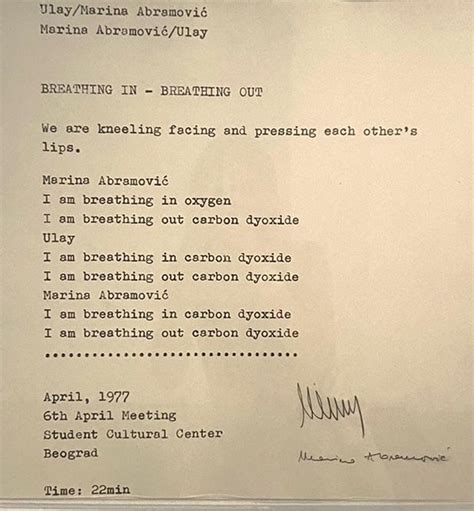 Ulay/Marina Abramović
Marina Abramović/Ulay
BREATHING IN - BREATHING OUT
We are kneeling facing and pressing each other's
lips.
Marina Abramović
I am breathing in oxygen
I am breathing out carbon dyoxide
Ulay
I am breathing in carbon dyoxide
I am breathing out carbon dyoxide
Marina Abramović
I am breathing in carbon dyoxide
I am breathing out carbon dyoxide
........................................
April, 1977
6th April Meeting
Student Cultural Center
Beograd
Marina Abramović
Time: 22min